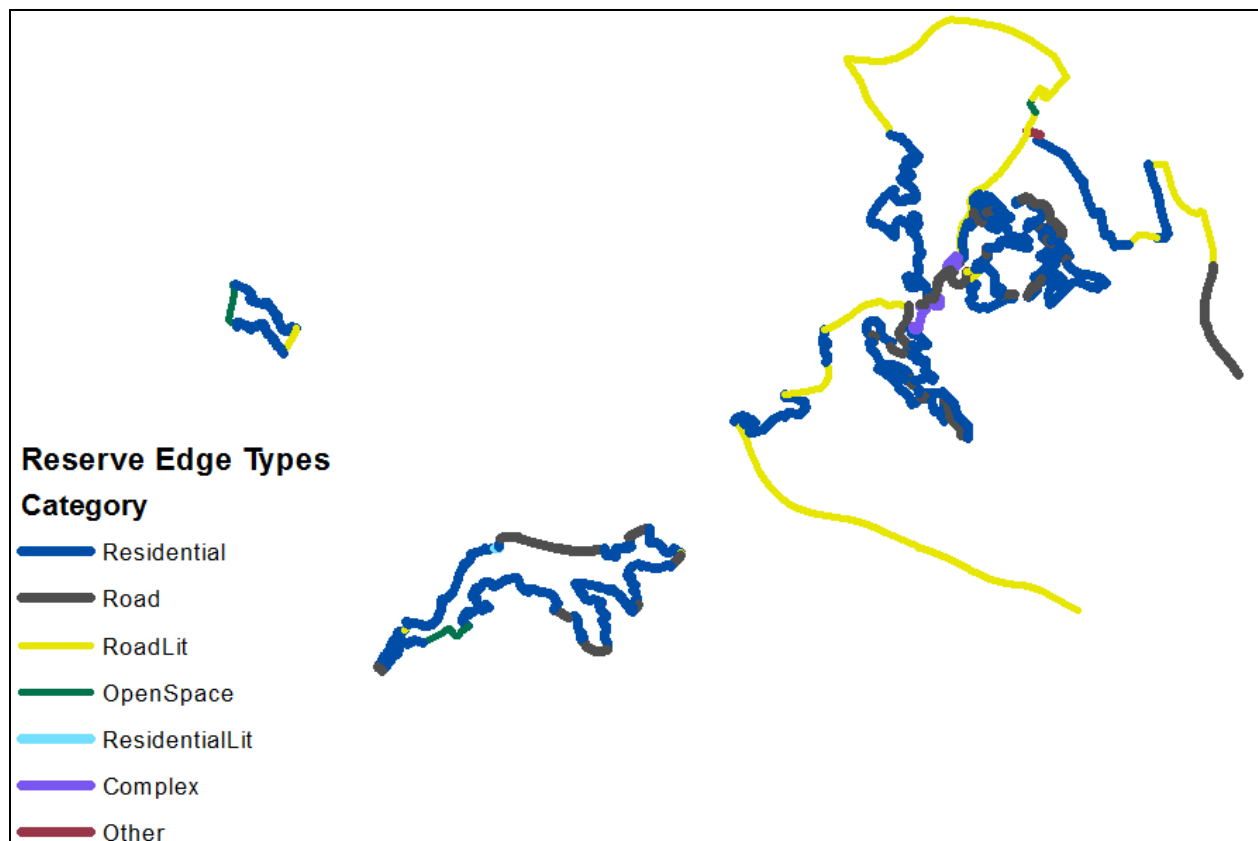 Reserve Edge Types
Category
Residential
Road
RoadLit
OpenSpace
ResidentialLit
Complex
Other